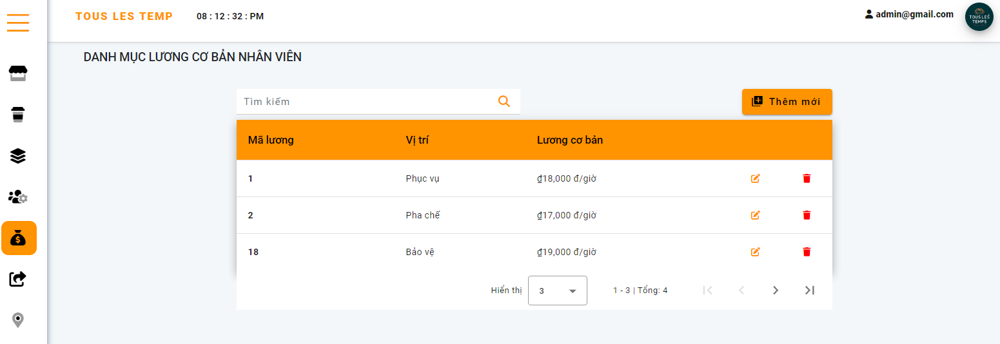 TOUS LES TEMP
08 : 12 : 32 : PM
admin@gmail.com
TOUS LES
TEMPS
DANH MỤC LƯƠNG CƠ BẢN NHÂN VIÊN
Tìm kiếm
Thêm mới
Mã lương Vị trí Lương cơ bản
1 Phục vụ ₫18,000 đ/giờ
2 Pha chế ₫17,000 đ/giờ
18 Bảo vệ ₫19,000 đ/giờ
Hiển thị 3 1 - 3 | Tổng: 4